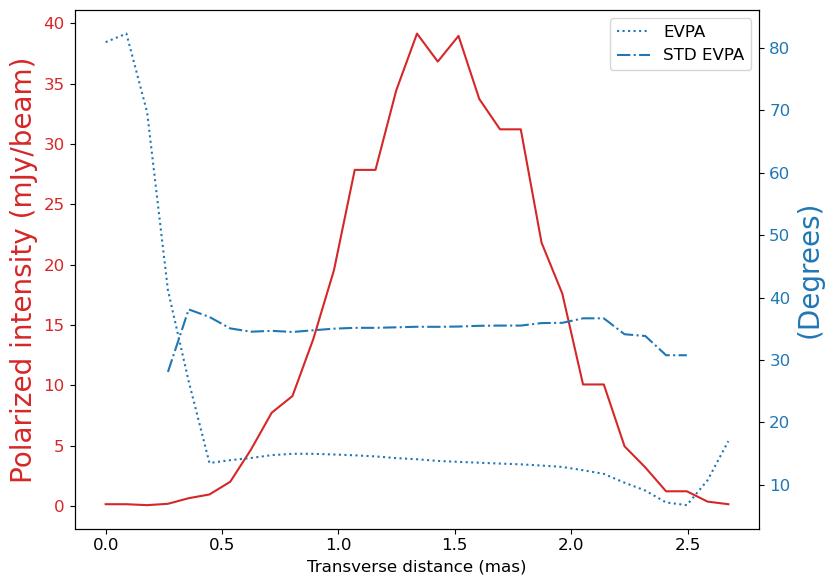 Polarized intensity (mJy/beam)
40
35
30
25
20
15
10
5
0
EVPA
STD EVPA
80
70
60
50
40
30
20
10
(Degrees)
0.0 0.5 1.0 1.5 2.0 2.5
Transverse distance (mas)